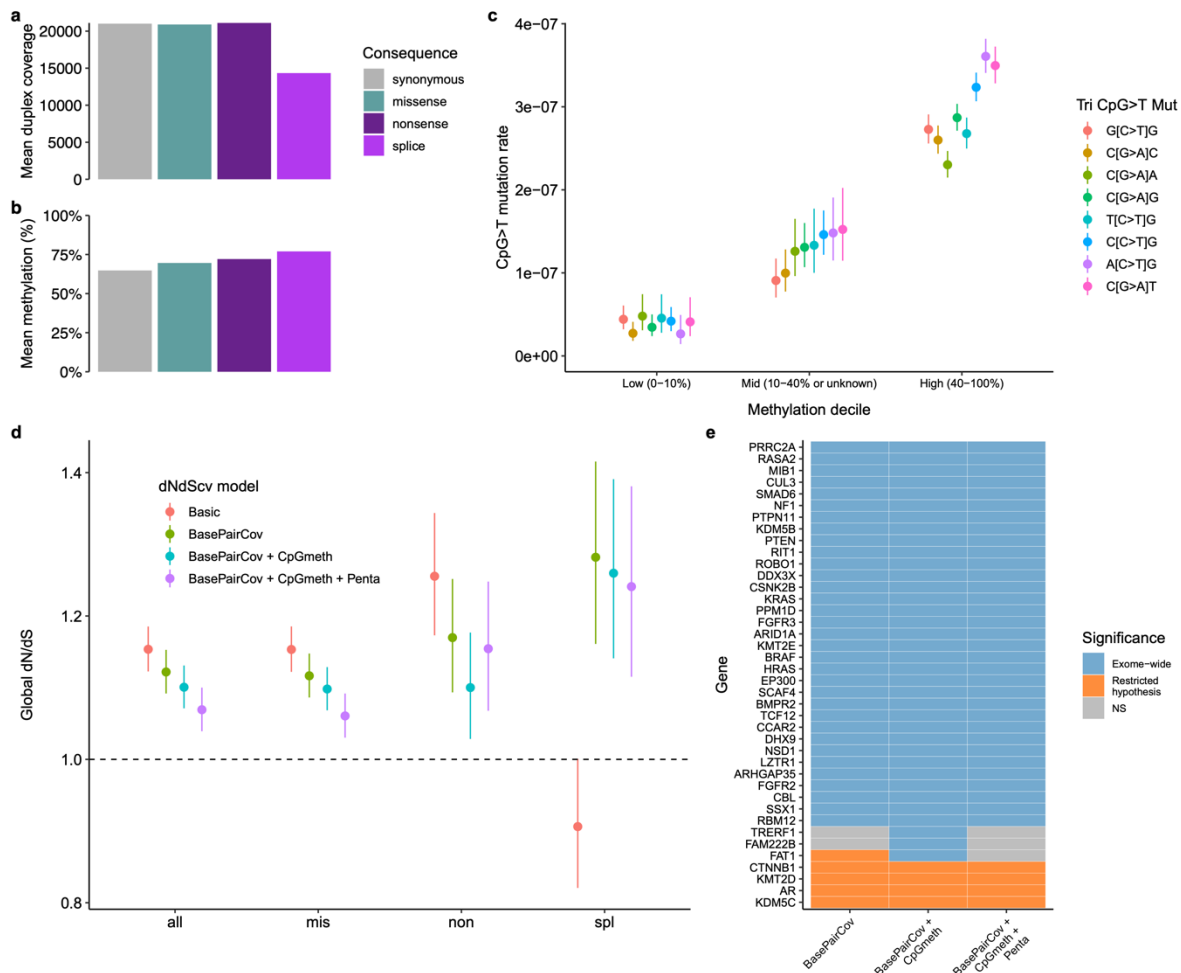 a
Mean duplex coverage
20000
15000
10000
5000
0
Consequence
synonymous
missense
nonsense
splice
b
Mean methylation (%)
100%
75%
50%
25%
0%
c
CpG>T mutation rate
4e−07
3e−07
2e−07
1e−07
0e+00
Low (0−10%)
Mid (10−40% or unknown)
High (40−100%)
Methylation decile
Tri CpG>T Mut
G[C>T]G
C[G>A]C
C[G>A]A
C[G>A]G
T[C>T]G
C[C>T]G
A[C>T]G
C[G>A]T
d
Global dN/dS
1.4
1.2
1.0
0.8
dNdScv model
Basic
BasePairCov
BasePairCov + CpGmeth
BasePairCov + CpGmeth + Penta
all
mis
non
spl
e
Gene
PRRC2A
RASA2
MIB1
CUL3
SMAD6
NF1
PTPN11
KDM5B
PTEN
RIT1
ROBO1
DDX3X
CSNK2B
KRAS
PPM1D
FGFR3
ARID1A
KMT2E
BRAF
HRAS
EP300
SCAF4
BMPR2
TCF12
CCAR2
DHX9
NSD1
LZTR1
ARHGAP35
FGFR2
CBL
SSX1
RBM12
TRERF1
FAM222B
FAT1
CTNNB1
KMT2D
AR
KDM5C
BasePairCov
BasePairCov +
CpGmeth
BasePairCov +
CpGmeth +
Penta
Significance
Exome−wide
Restricted
hypothesis
NS